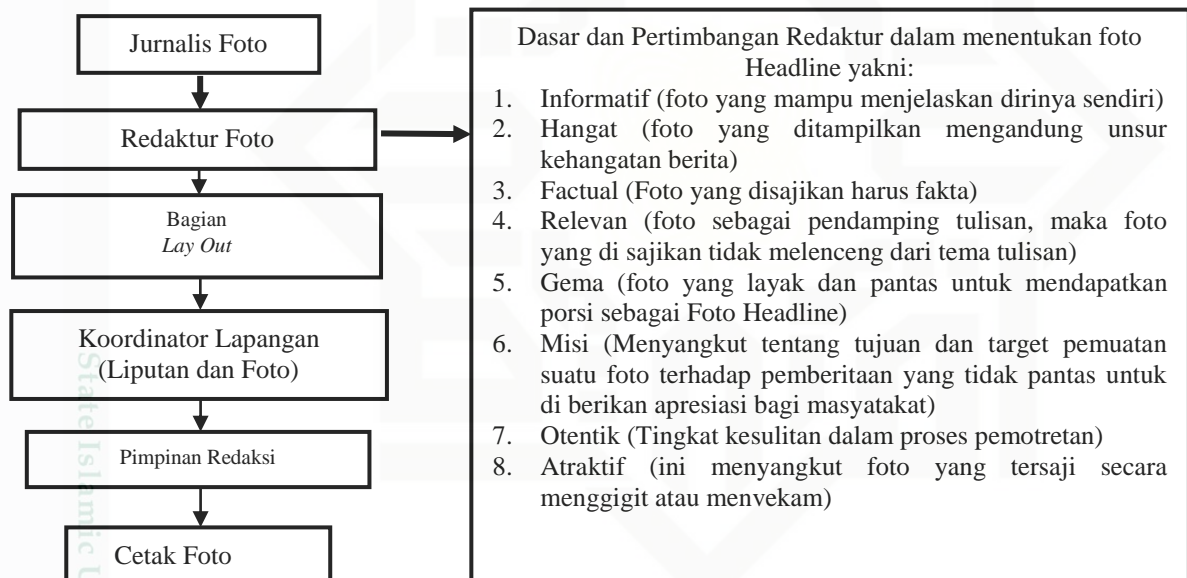 Jurnalis Foto
Redaktur Foto
Bagian
Lay Out
Koordinator Lapangan
(Liputan dan Foto)
Pimpinan Redaksi
Cetak Foto
Dasar dan Pertimbangan Redaktur dalam menentukan foto
Headline yakni:
1. Informatif (foto yang mampu menjelaskan dirinya sendiri)
2. Hangat (foto yang ditampilkan mengandung unsur
kehangatan berita)
3. Factual (Foto yang disajikan harus fakta)
4. Relevan (foto sebagai pendamping tulisan, maka foto
yang di sajikan tidak melenceng dari tema tulisan)
5. Gema (foto yang layak dan pantas untuk mendapatkan
porsi sebagai Foto Headline)
6. Misi (Menyangkut tentang tujuan dan target pemuatan
suatu foto terhadap pemberitaan yang tidak pantas untuk
di berikan apresiasi bagi masyatakat)
7. Otentik (Tingkat kesulitan dalam proses pemotretan)
8. Atraktif (ini menyangkut foto yang tersaji secara
menggigit atau menvekam)
State Islamic U